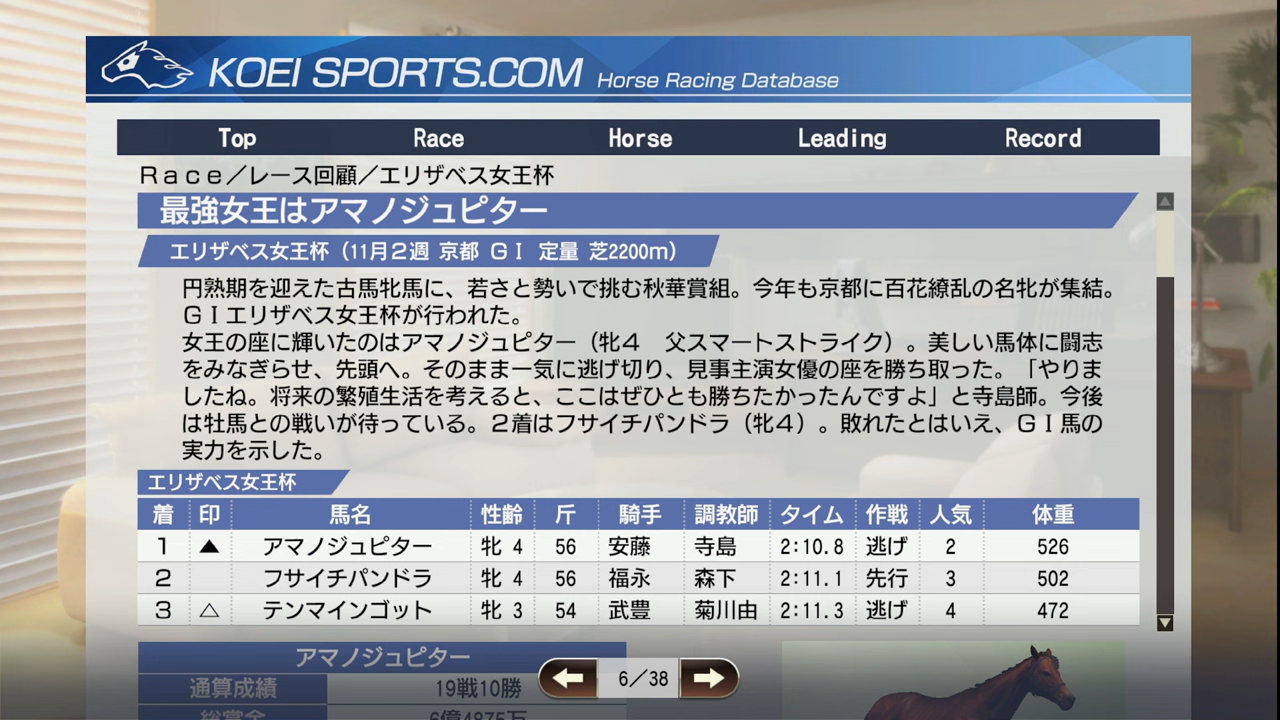 KOEI SPORTS.COM Horse Racing Database
Top Race Horse Leading Record
Ｒａｃｅ／レース回顧／エリザベス女王杯
最強女王はアマノジュピター
エリザベス女王杯（11月２週 京都 ＧⅠ 定量 芝2200ｍ）
円熟期を迎えた古馬牝馬に、若さと勢いで挑む秋華賞組。今年も京都に百花繚乱の名牝が集結。
ＧⅠエリザベス女王杯が行われた。
女王の座に輝いたのはアマノジュピター（牝４　父スマートストライク）。美しい馬体に闘志
をみなぎらせ、先頭へ。そのまま一気に逃げ切り、見事主演女優の座を勝ち取った。「やりま
したね。将来の繁殖生活を考えると、ここはぜひとも勝ちたかったんですよ」と寺島師。今後
は牡馬との戦いが待っている。２着はフサイチパンドラ（牝４）。敗れたとはいえ、ＧⅠ馬の
実力を示した。
エリザベス女王杯
着 印 馬名 性齢 斤 騎手 調教師 タイム 作戦 人気 体重
1 ▲ アマノジュピター 牝 4 56 安藤 寺島 2:10.8 逃げ 2 526
2 フサイチパンドラ 牝 4 56 福永 森下 2:11.1 先行 3 502
3 △ テンマインゴット 牝 3 54 武豊 菊川由 2:11.3 逃げ 4 472
アマノジュピター
通算成績 19戦10勝
6／38
総賞金 6億4875万